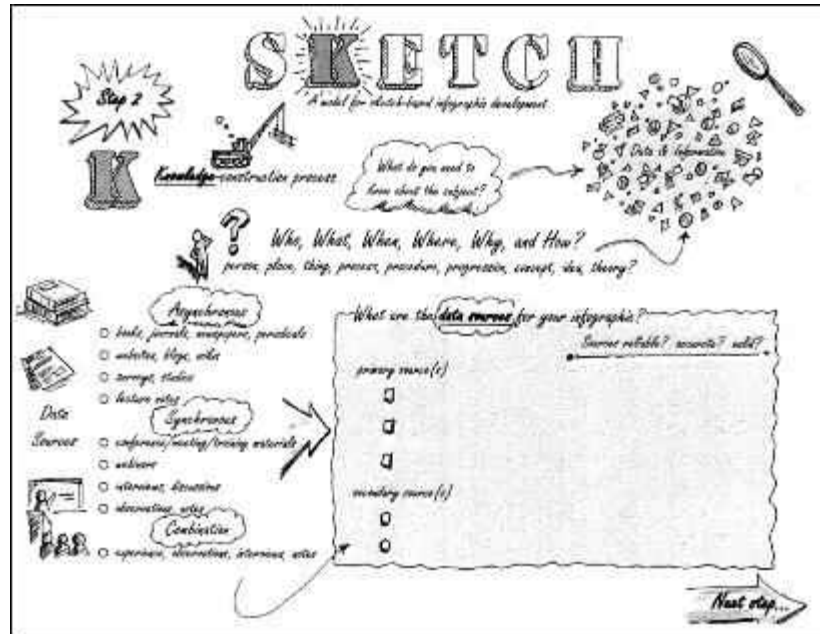 SKETCH
A model for sketch-based infographic development
Step 2
K
Knowledge construction process
What do you need to
know about the subject?
Data & Information
?
Who, What, When, Where, Why, and How?
person, place, thing, process, procedure, progression, concept, idea, theory?
Asynchronous
books, journals, newspapers, periodicals
websites, blogs, wikis
surveys, studies
lecture notes
Data
Sources
Synchronous
conference/meeting/training materials
webinars
interviews, discussions
observations, notes
Combination
experience, observations, interviews, notes
What are the data sources for your infographic?
Sources reliable? accurate? valid?
primary source(s)
secondary source(s)
Next step...